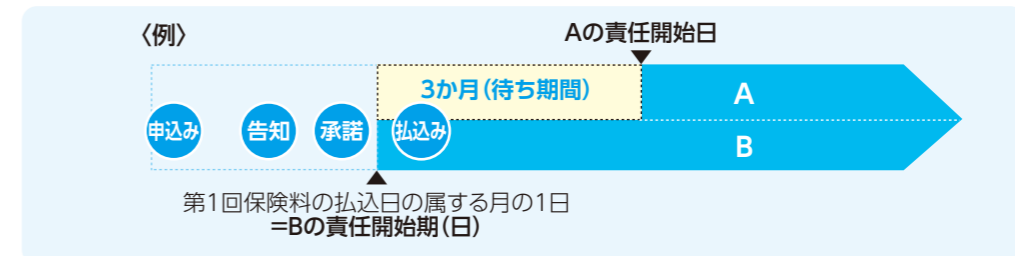 〈例〉
Aの責任開始日
3か月(待ち期間)
A
申込み
告知
承諾
払込み
B
第1回保険料の払込日の属する月の1日
=Bの責任開始期(日)